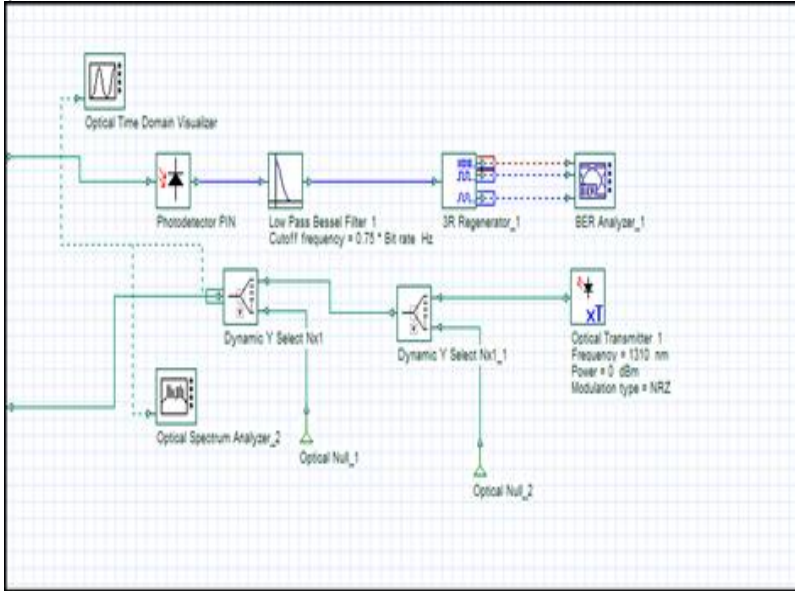 Optical Time Domain Visualizer
Photodetector PIN
Low Pass Bessel Filter 1
Cutoff frequency = 0.75 * Bit rate Hz
3R Regenerator_1
BER
BER Analyzer_1
Dynamic Y Select Nx1
Dynamic Y Select Nx1_1
xT
Optical Transmitter 1
Frequency = 1310 nm
Power = 0 dBm
Modulation type = NRZ
Optical Spectrum Analyzer_2
Optical Null_1
Optical Null_2